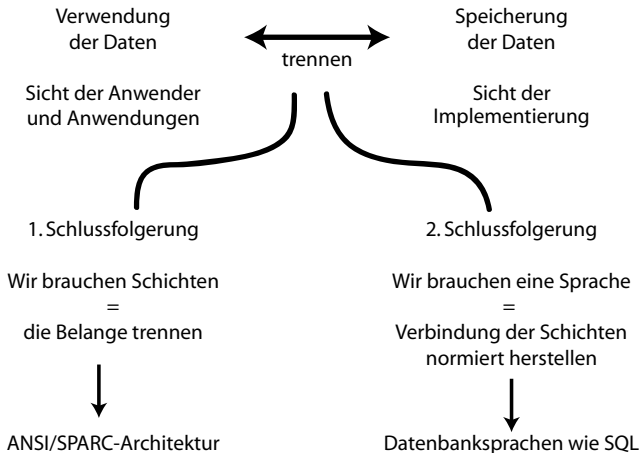 Verwendung
der Daten
trennen
Speicherung
der Daten
Sicht der Anwender
und Anwendungen
Sicht der
Implementierung
1. Schlussfolgerung
Wir brauchen Schichten
=
die Belange trennen
ANSI/SPARC-Architektur
2. Schlussfolgerung
Wir brauchen eine Sprache
=
Verbindung der Schichten
normiert herstellen
Datenbanksprachen wie SQL